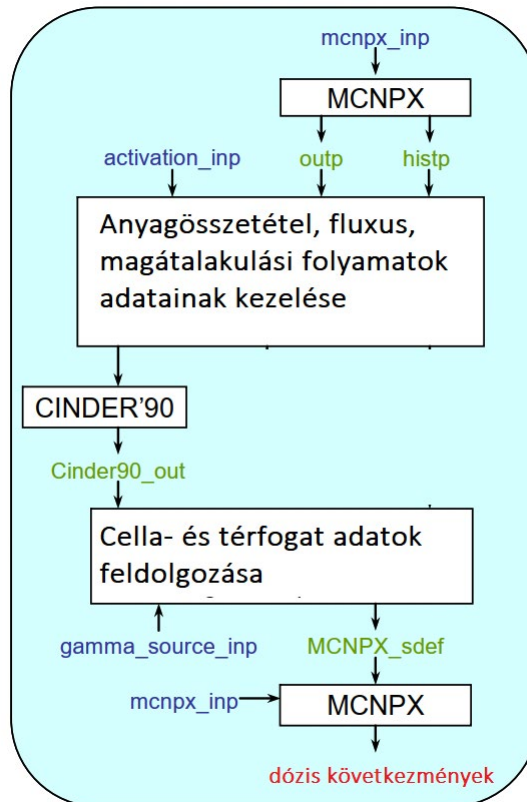 mcnpx_inp
MCNPX
activation_inp
outp
histp
Anyagösszetétel, fluxus,
magátalakulási folyamatok
adatainak kezelése
CINDER'90
Cinder90_out
Cella- és térfogat adatok
feldolgozása
gamma_source_inp
MCNPX_sdef
mcnpx_inp
MCNPX
dózis következmények